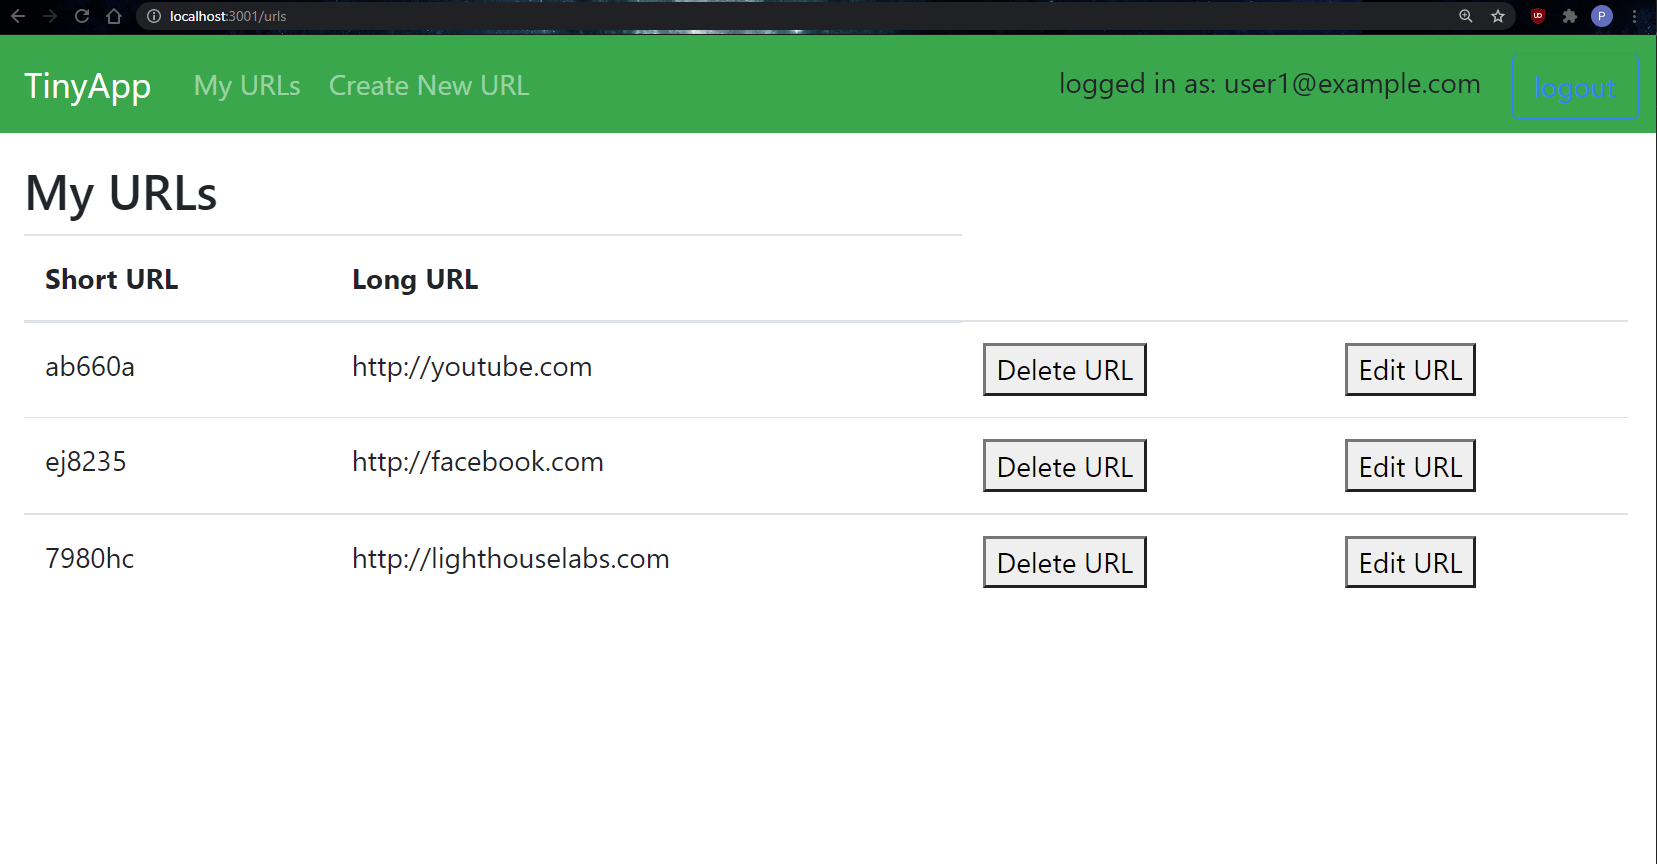 localhost:3001/urls
UD
P
TinyApp My URLs Create New URL logged in as: user1@example.com logout
My URLs
Short URL Long URL
ab660a http://youtube.com Delete URL Edit URL
ej8235 http://facebook.com Delete URL Edit URL
7980hc http://lighthouselabs.com Delete URL Edit URL